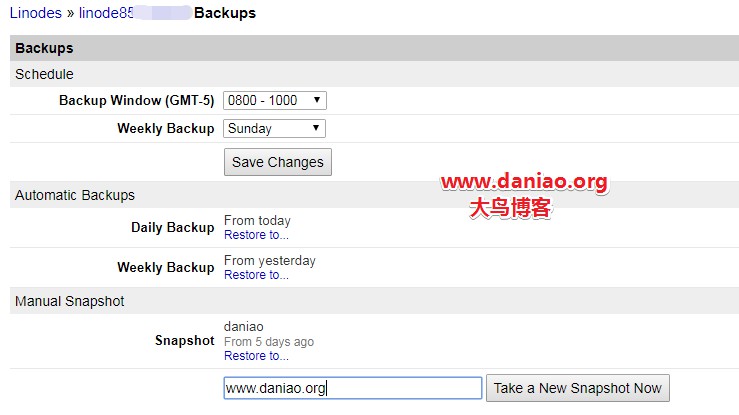 Linodes » linode85 Backups
Backups
Schedule
Backup Window (GMT-5) 0800 - 1000
Weekly Backup Sunday
Save Changes
www.daniao.org
大鸟博客
Automatic Backups
Daily Backup From today
Restore to...
Weekly Backup From yesterday
Restore to...
Manual Snapshot
daniao
Snapshot From 5 days ago
Restore to...
www.daniao.org Take a New Snapshot Now